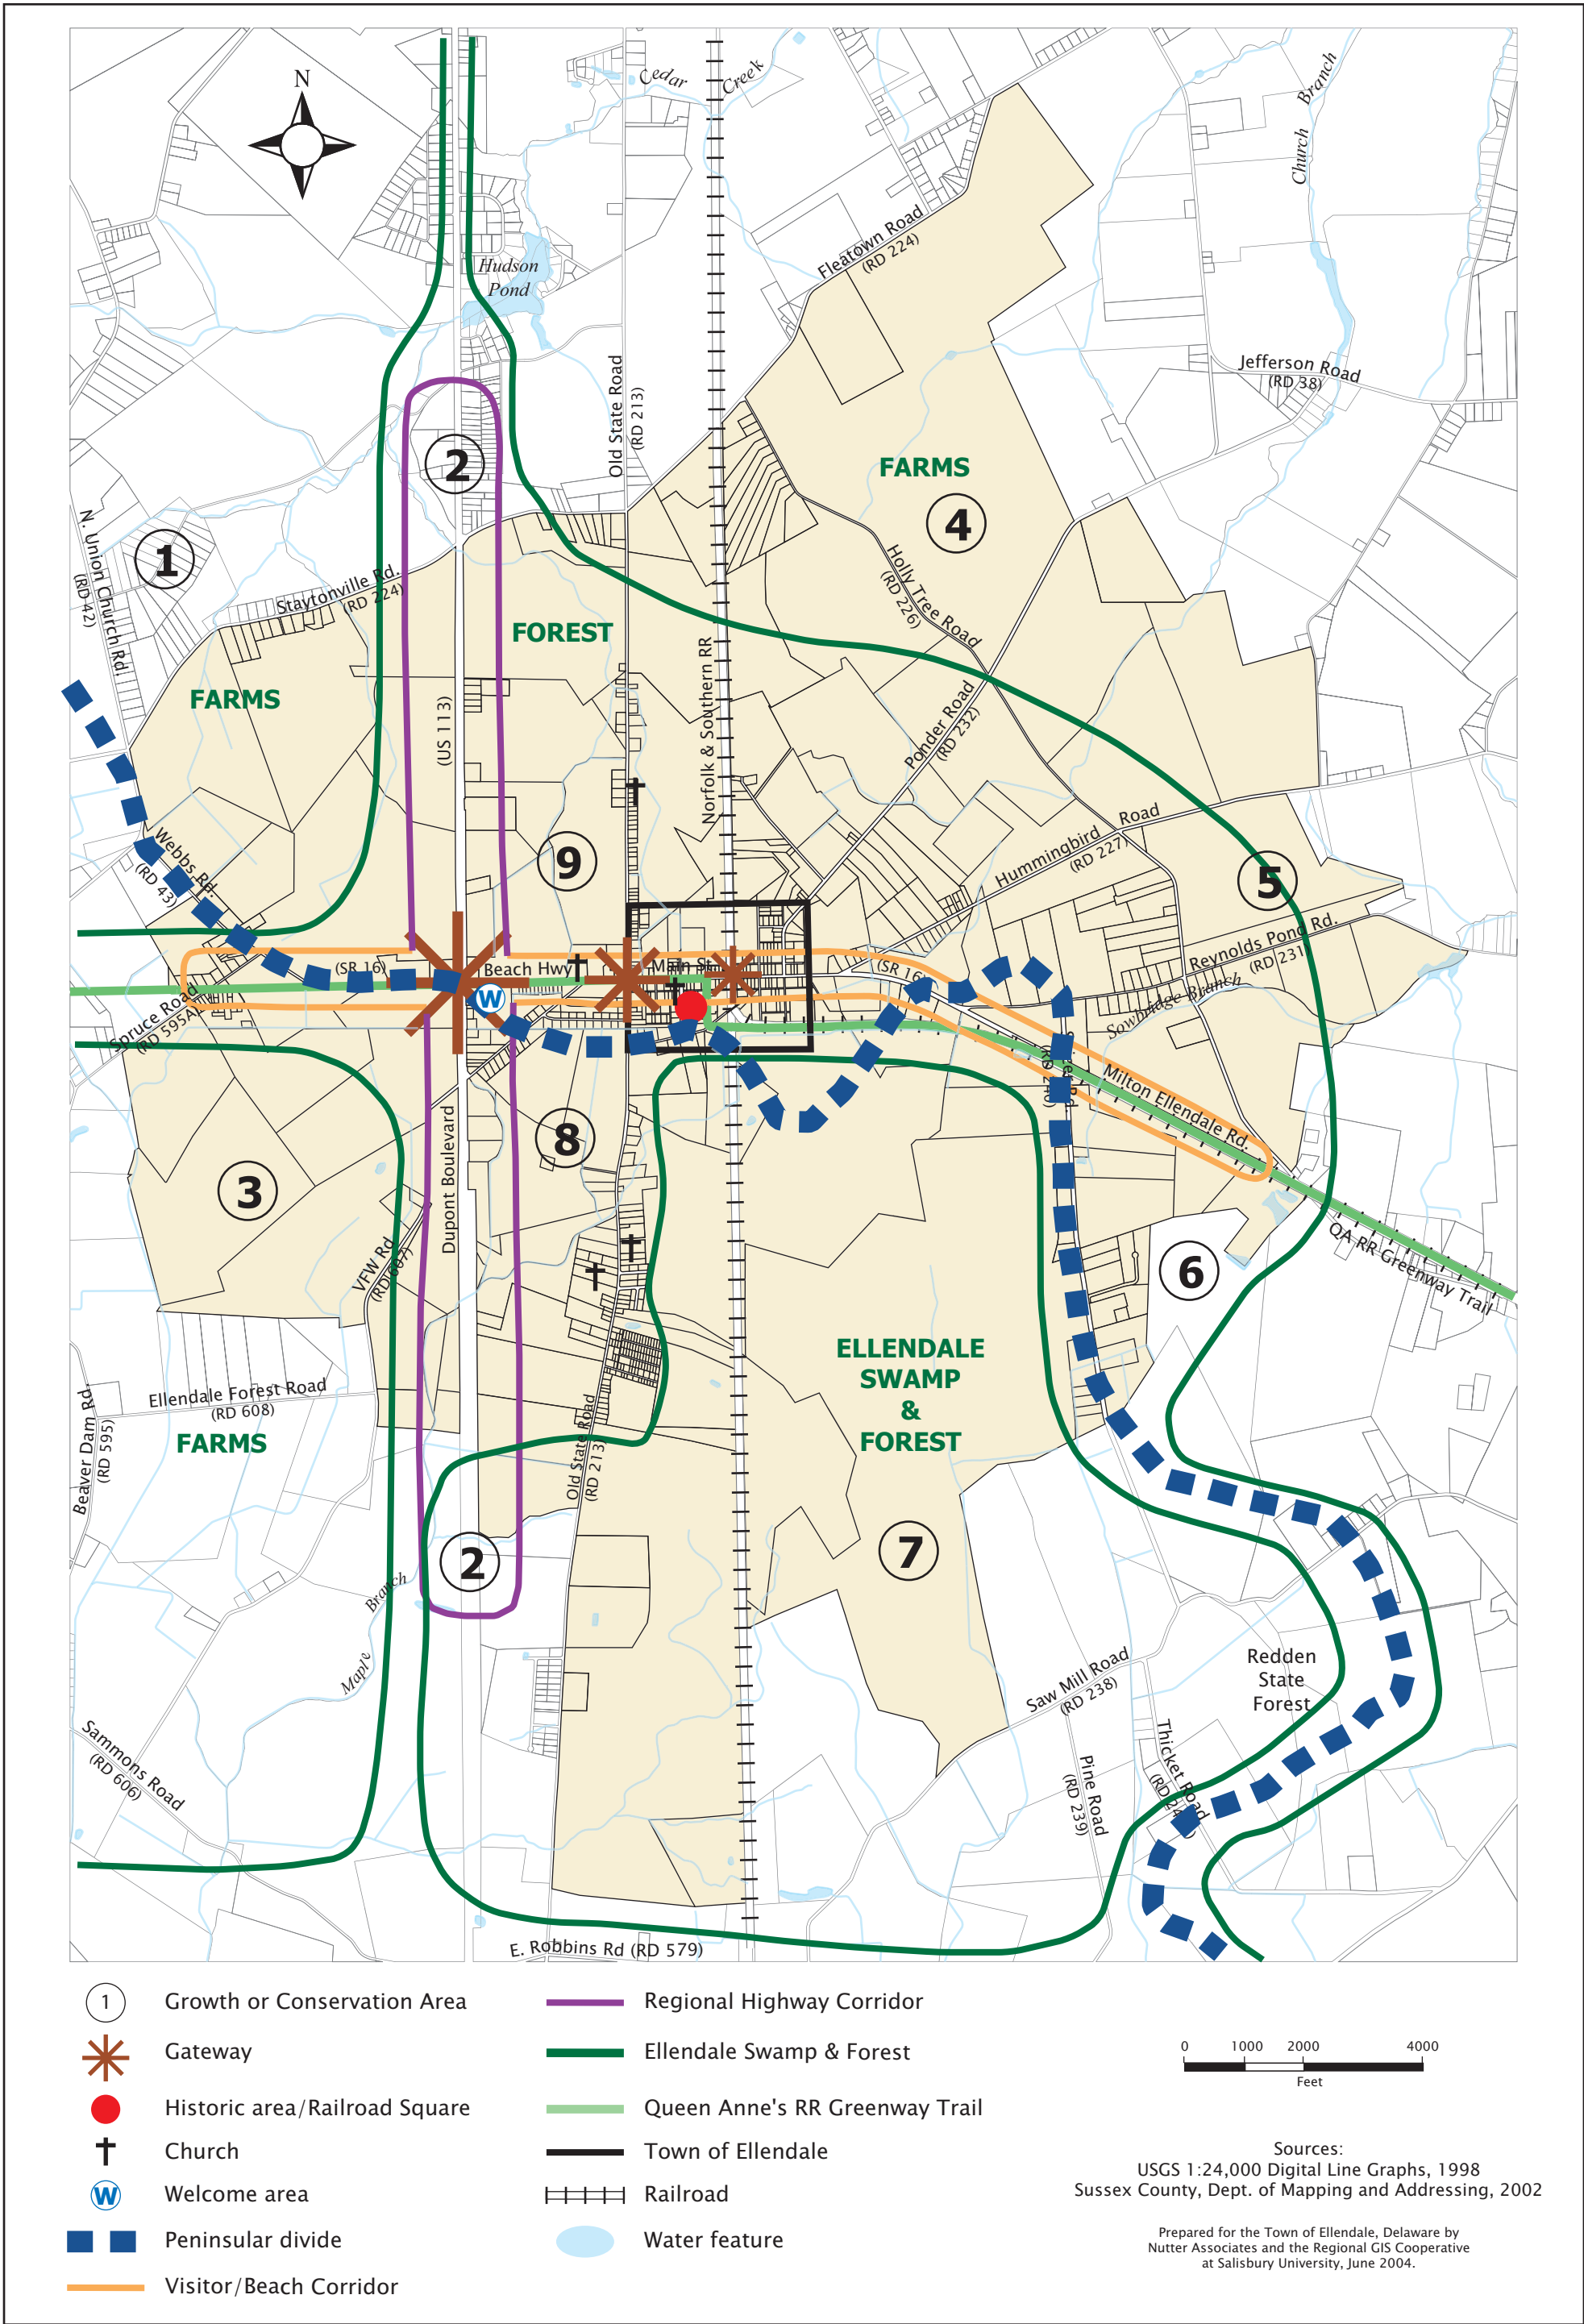 N
Cedar
Creek
Church
Branch
Hudson
Pond
Fleatown Road
(RD 224)
Old State Road
(RD 213)
Jefferson Road
(RD 38)
2
FARMS
4
N. Union Church Rd.
(RD 42)
1
Staytonville Rd.
(RD 224)
Holly Tree Road
(RD 226)
FOREST
FARMS
(US 113)
Norfolk & Southern RR
Ponder Road
(RD 232)
Webbs Rd.
(RD 43)
9
Hummingbird Road
(RD 227)
5
Reynolds Pond Rd.
(RD 231)
(SR 16)
Beach Hwy
Main St.
(SR 16)
W
Spruce Road
(RD 595A)
Sowbridge Branch
(RD 240)
Milton Ellendale Rd.
Dupont Boulevard
8
3
VFW Rd
(RD 607)
6
QA RR Greenway Trail
ELLENDALE
SWAMP
&
FOREST
Ellendale Forest Road
(RD 608)
FARMS
Beaver Dam Rd.
(RD 595)
Old State Road
(RD 213)
2
7
Maple
Branch
Saw Mill Road
(RD 238)
Redden
State
Forest
Sammons Road
(RD 606)
Pine Road
(RD 239)
Thicket Road
E. Robbins Rd (RD 579)
1
Growth or Conservation Area
Gateway
Historic area/Railroad Square
Church
W
Welcome area
Peninsular divide
Visitor/Beach Corridor
Regional Highway Corridor
Ellendale Swamp & Forest
Queen Anne's RR Greenway Trail
Town of Ellendale
Railroad
Water feature
0 1000 2000 4000
Feet
Sources:
USGS 1:24,000 Digital Line Graphs, 1998
Sussex County, Dept. of Mapping and Addressing, 2002
Prepared for the Town of Ellendale, Delaware by
Nutter Associates and the Regional GIS Cooperative
at Salisbury University, June 2004.